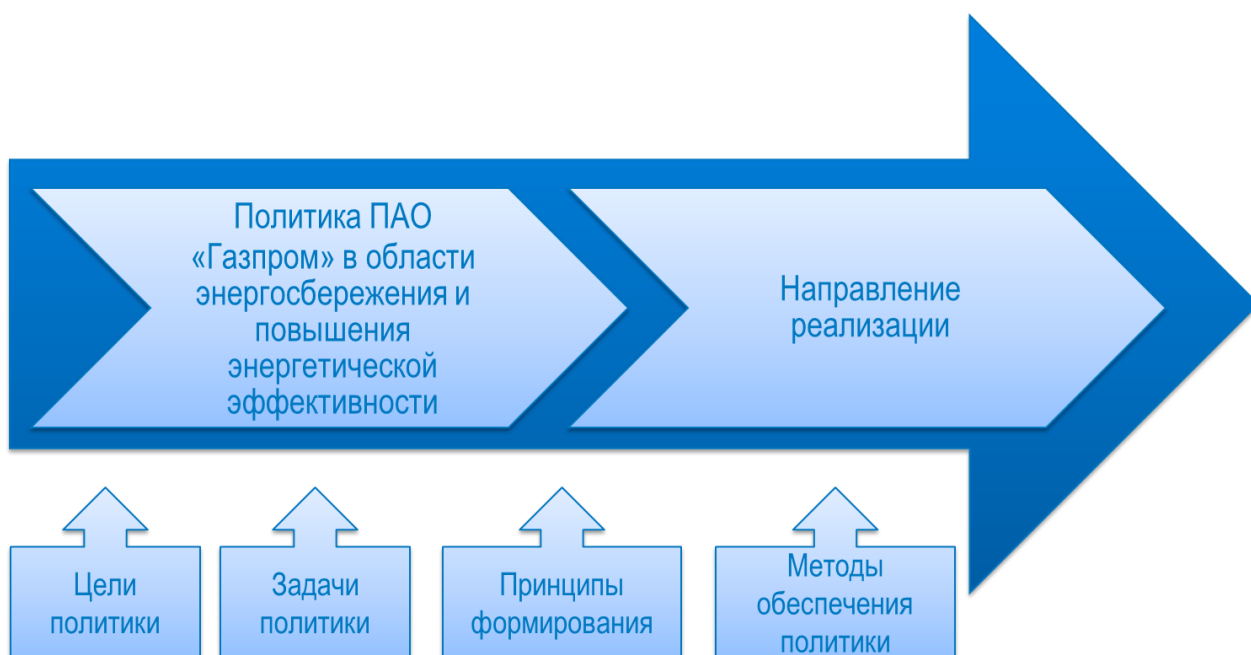 Политика ПАО
«Газпром» в области
энергосбережения и
повышения
энергетической
эффективности
Направление
реализации
Цели
политики
Задачи
политики
Принципы
формирования
Методы
обеспечения
политики